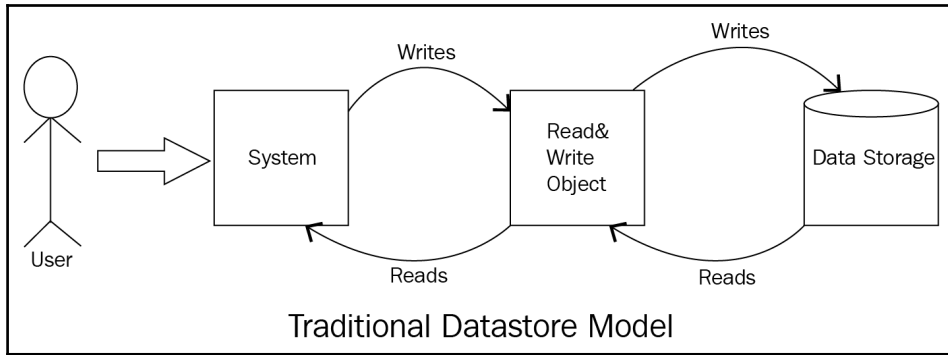 Writes
Writes
System
Read&
Write
Object
Data Storage
User
Reads
Reads
Traditional Datastore Model